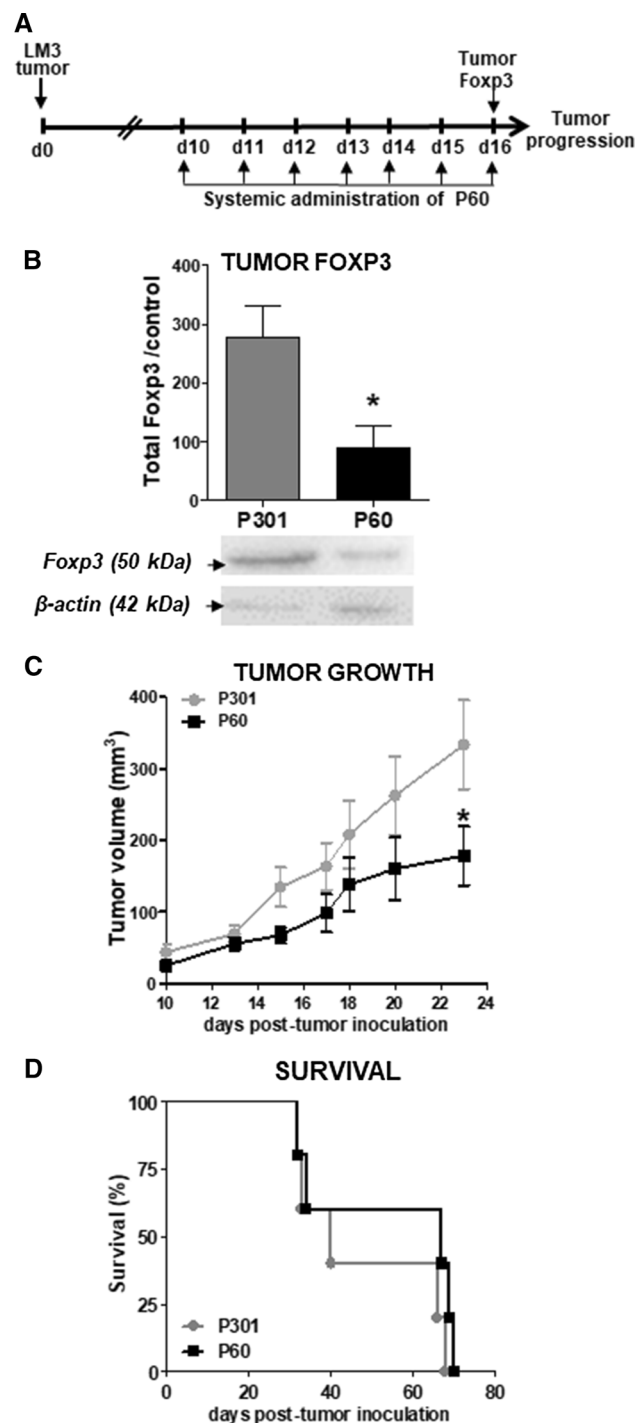 A
LM3
tumor
Tumor
Foxp3
Tumor
progression
d0
d10 d11 d12 d13 d14 d15 d16
Systemic administration of P60
B
TUMOR FOXP3
Total Foxp3 /control
400
300
200
100
0
*
P301 P60
Foxp3 (50 kDa)
β-actin (42 kDa)
C
TUMOR GROWTH
P301
P60
Tumor volume (mm³)
400
300
200
100
0
*
10 12 14 16 18 20 22 24
days post-tumor inoculation
D
SURVIVAL
Survival (%)
100
75
50
25
0
P301
P60
0 20 40 60 80
days post-tumor inoculation